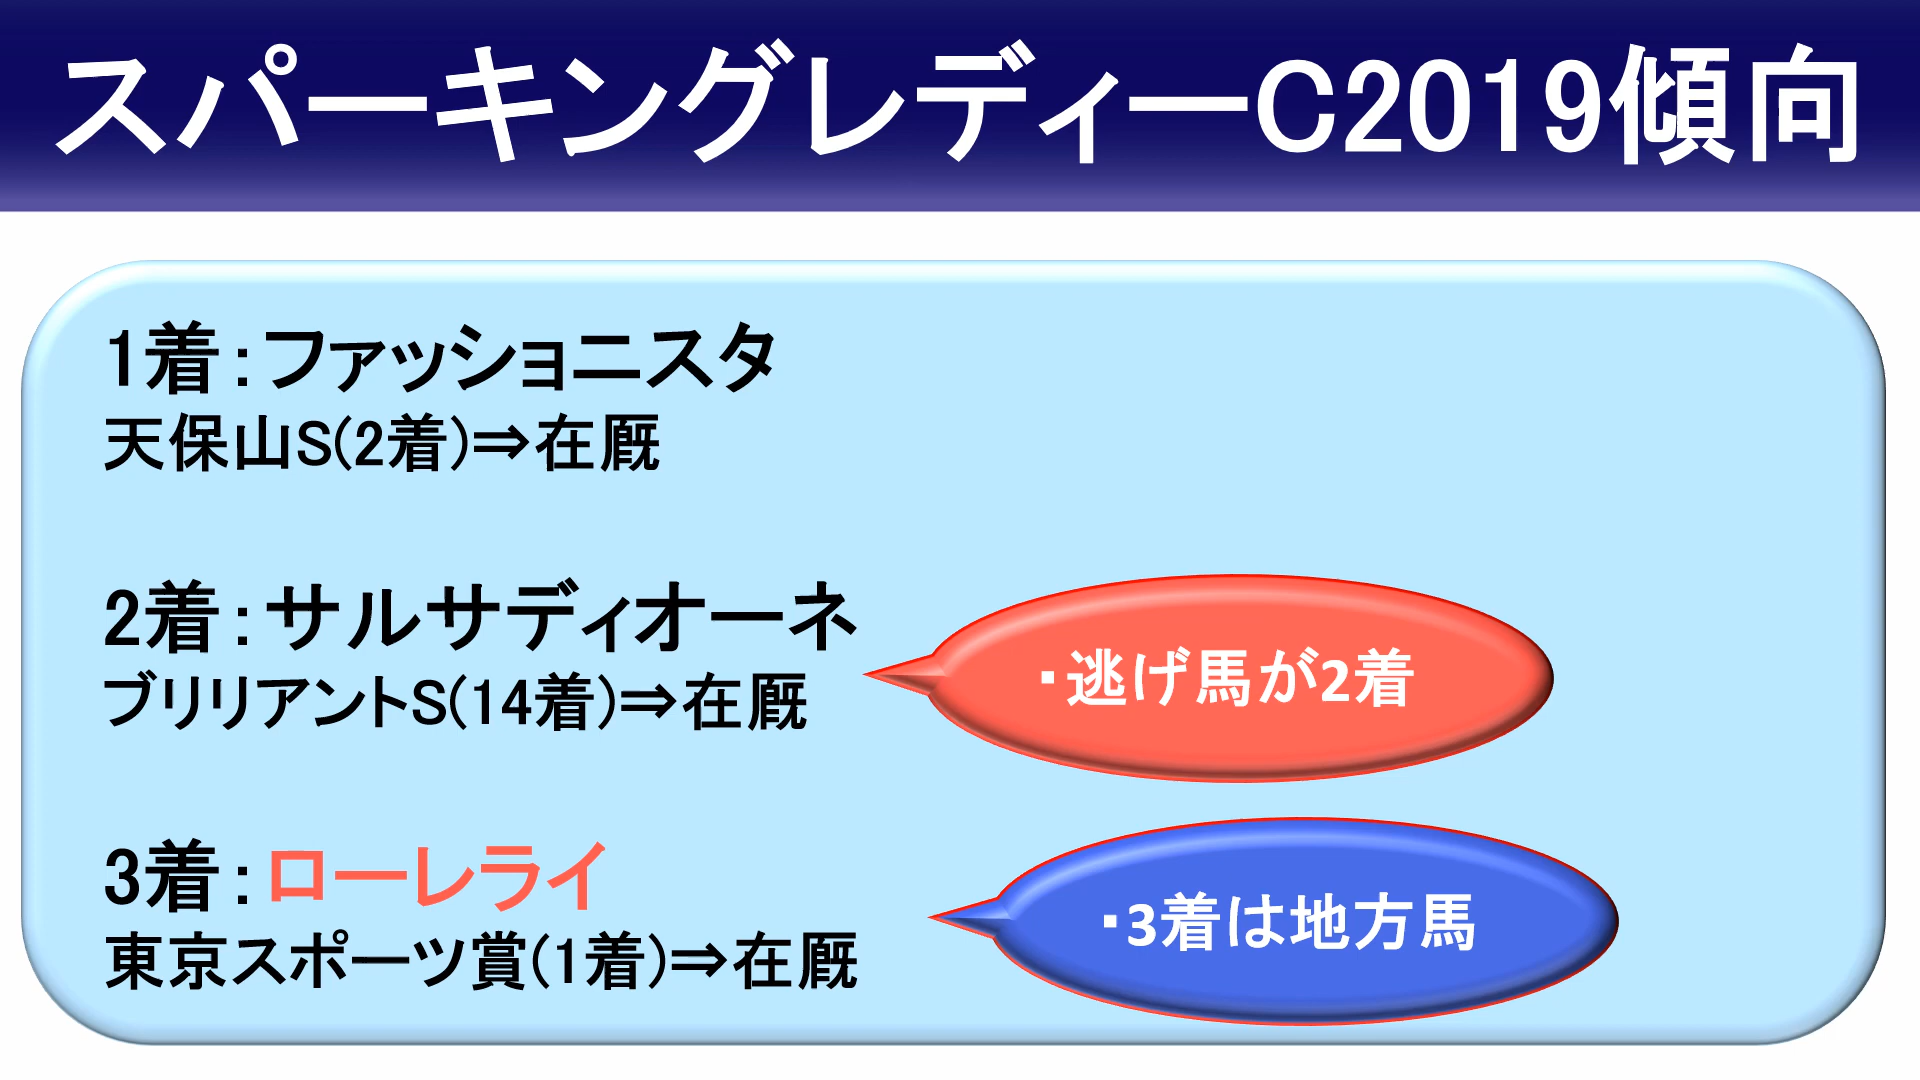 スパーキングレディーC2019傾向
1着：ファッショニスタ
天保山S(2着)⇒在厩
2着：サルサディオーネ
ブリリアントS(14着)⇒在厩
・逃げ馬が2着
3着：ローレライ
東京スポーツ賞(1着)⇒在厩
・3着は地方馬